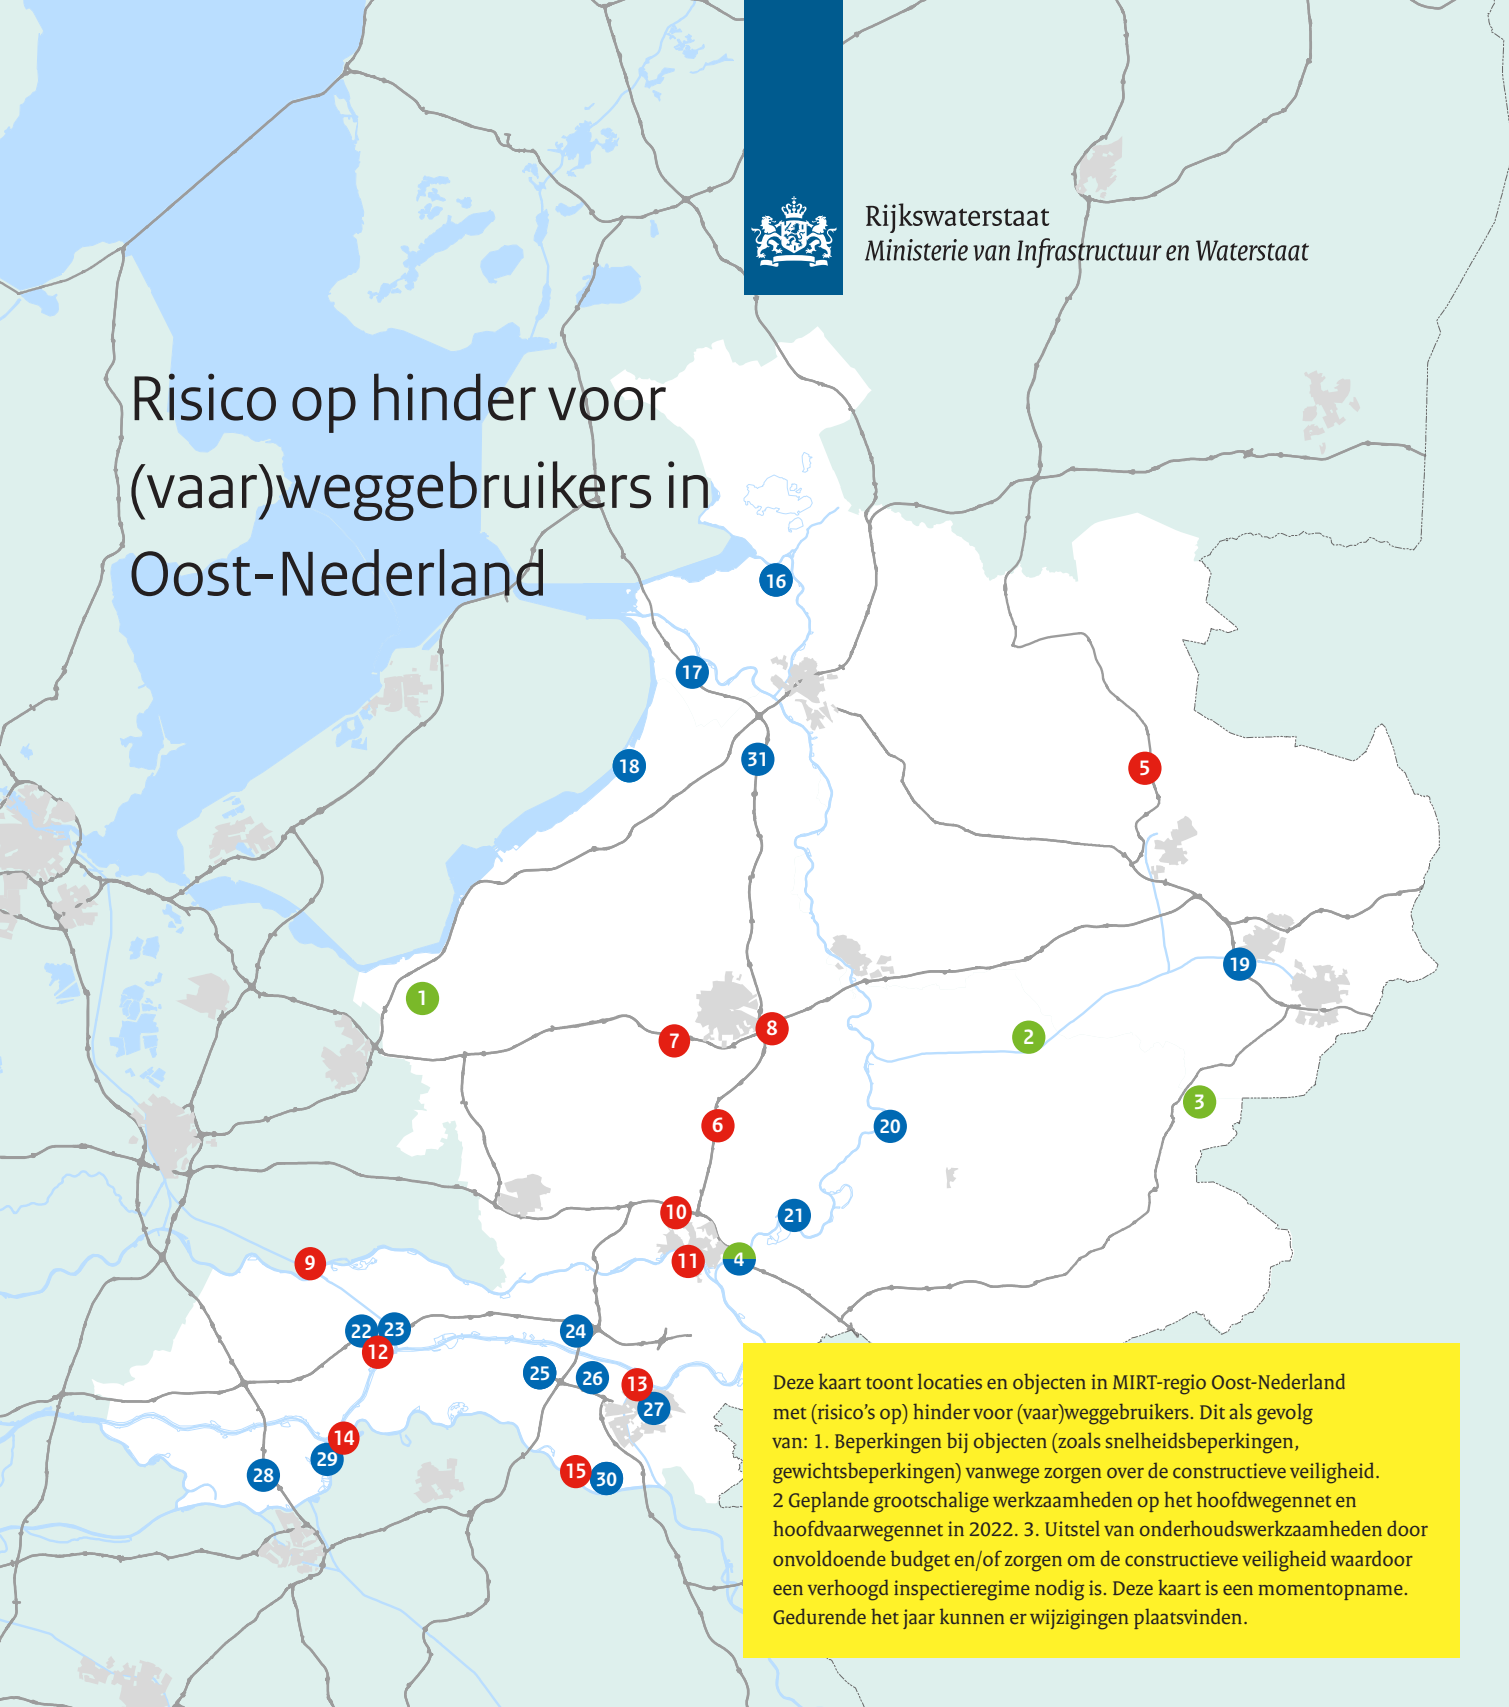 Rijkswaterstaat
Ministerie van Infrastructuur en Waterstaat
Risico op hinder voor
(vaar)weggebruikers in
Oost-Nederland
16
17
18
31
5
19
1
7
8
2
3
6
20
10
21
11
4
9
22
23
12
24
25
26
13
27
14
29
28
15
30
Deze kaart toont locaties en objecten in MIRT-regio Oost-Nederland
met (risico's op) hinder voor (vaar)weggebruikers. Dit als gevolg
van: 1. Beperkingen bij objecten (zoals snelheidsbeperkingen,
gewichtsbeperkingen) vanwege zorgen over de constructieve veiligheid.
2 Geplande grootschalige werkzaamheden op het hoofdwegennet en
hoofdvaarwegennet in 2022. 3. Uitstel van onderhoudswerkzaamheden door
onvoldoende budget en/of zorgen om de constructieve veiligheid waardoor
een verhoogd inspectieregime nodig is. Deze kaart is een momentopname.
Gedurende het jaar kunnen er wijzigingen plaatsvinden.